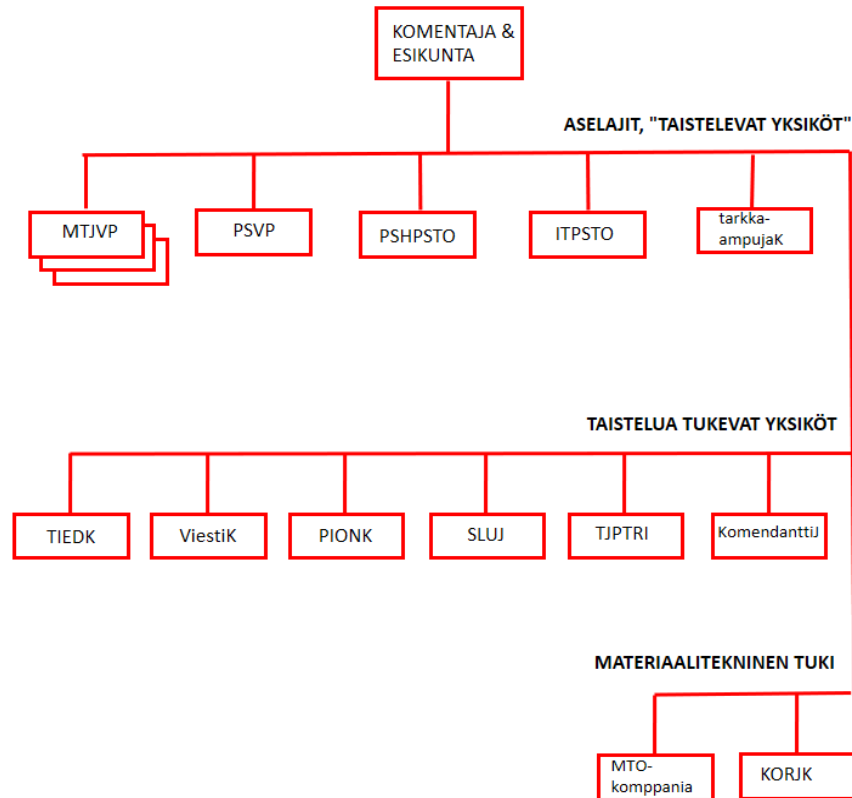 KOMENTAJA &
ESIKUNTA
ASELAJIT, "TAISTELEVAT YKSIKÖT"
MTJVP
PSVP
PSHPSTO
ITPSTO
tarkka-
ampujaK
TAISTELUA TUKEVAT YKSIKÖT
TIEDK
ViestiK
PIONK
SLUJ
TJPTRI
KomendanttiJ
MATERIAALITEKNINEN TUKI
MTO-
komppania
KORJK